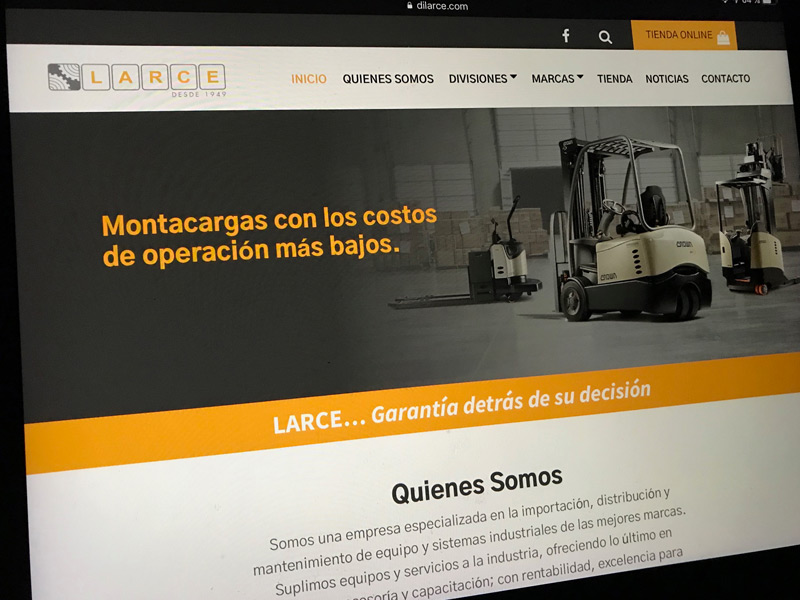 dilarce.com
TIENDA ONLINE
LARCE
DESDE 1949
INICIO QUIENES SOMOS DIVISIONES MARCAS TIENDA NOTICIAS CONTACTO
Montacargas con los costos
de operación más bajos.
CROWN
CROWN
LARCE... Garantía detrás de su decisión
Quienes Somos
Somos una empresa especializada en la importación, distribución y
mantenimiento de equipo y sistemas industriales de las mejores marcas.
Suplimos equipos y servicios a la industria, ofreciendo lo último en
y capacitación; con rentabilidad, excelencia para